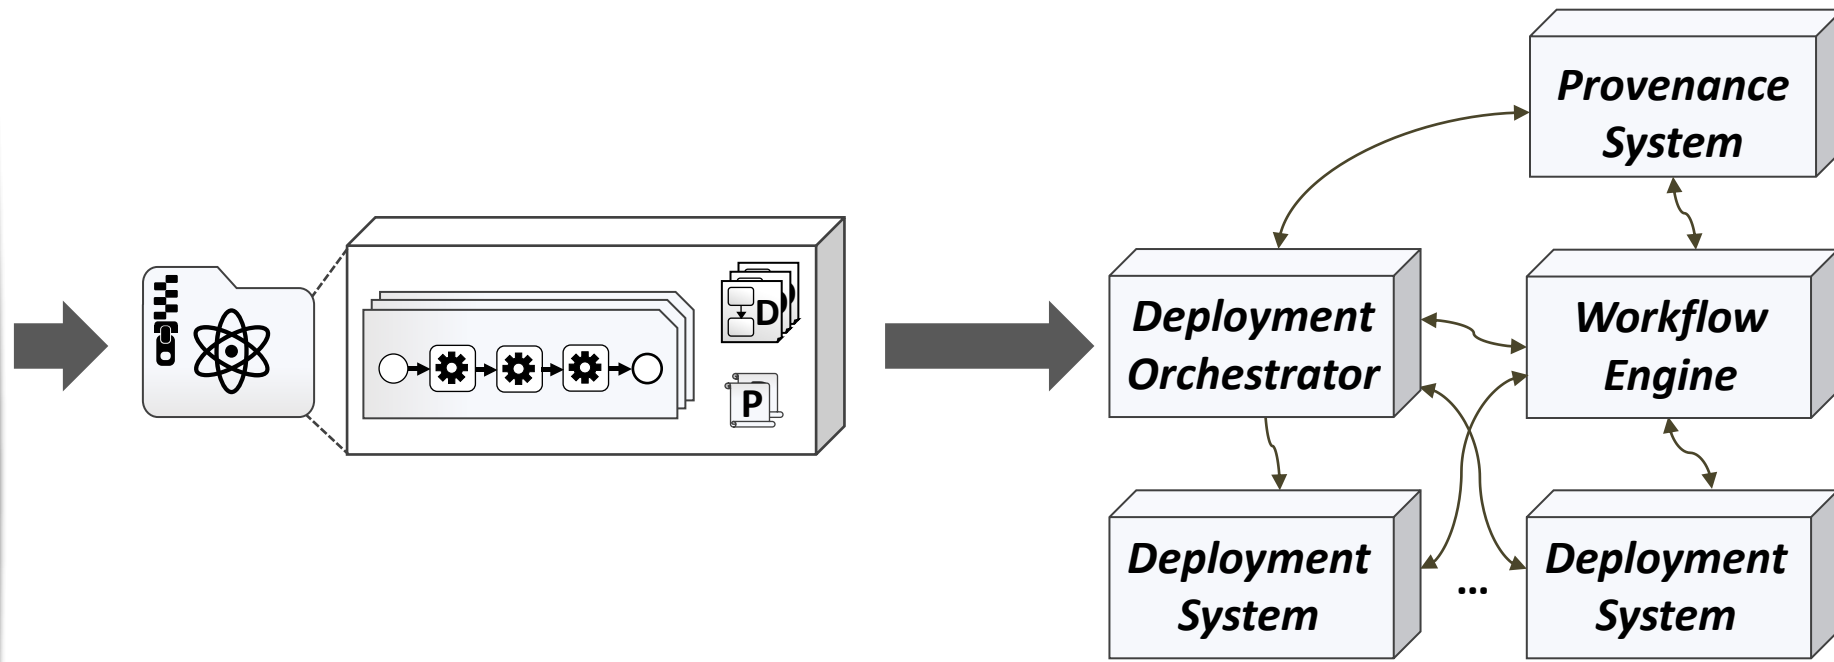 Provenance
System
D
P
Deployment
Orchestrator
Workflow
Engine
Deployment
System
...
Deployment
System